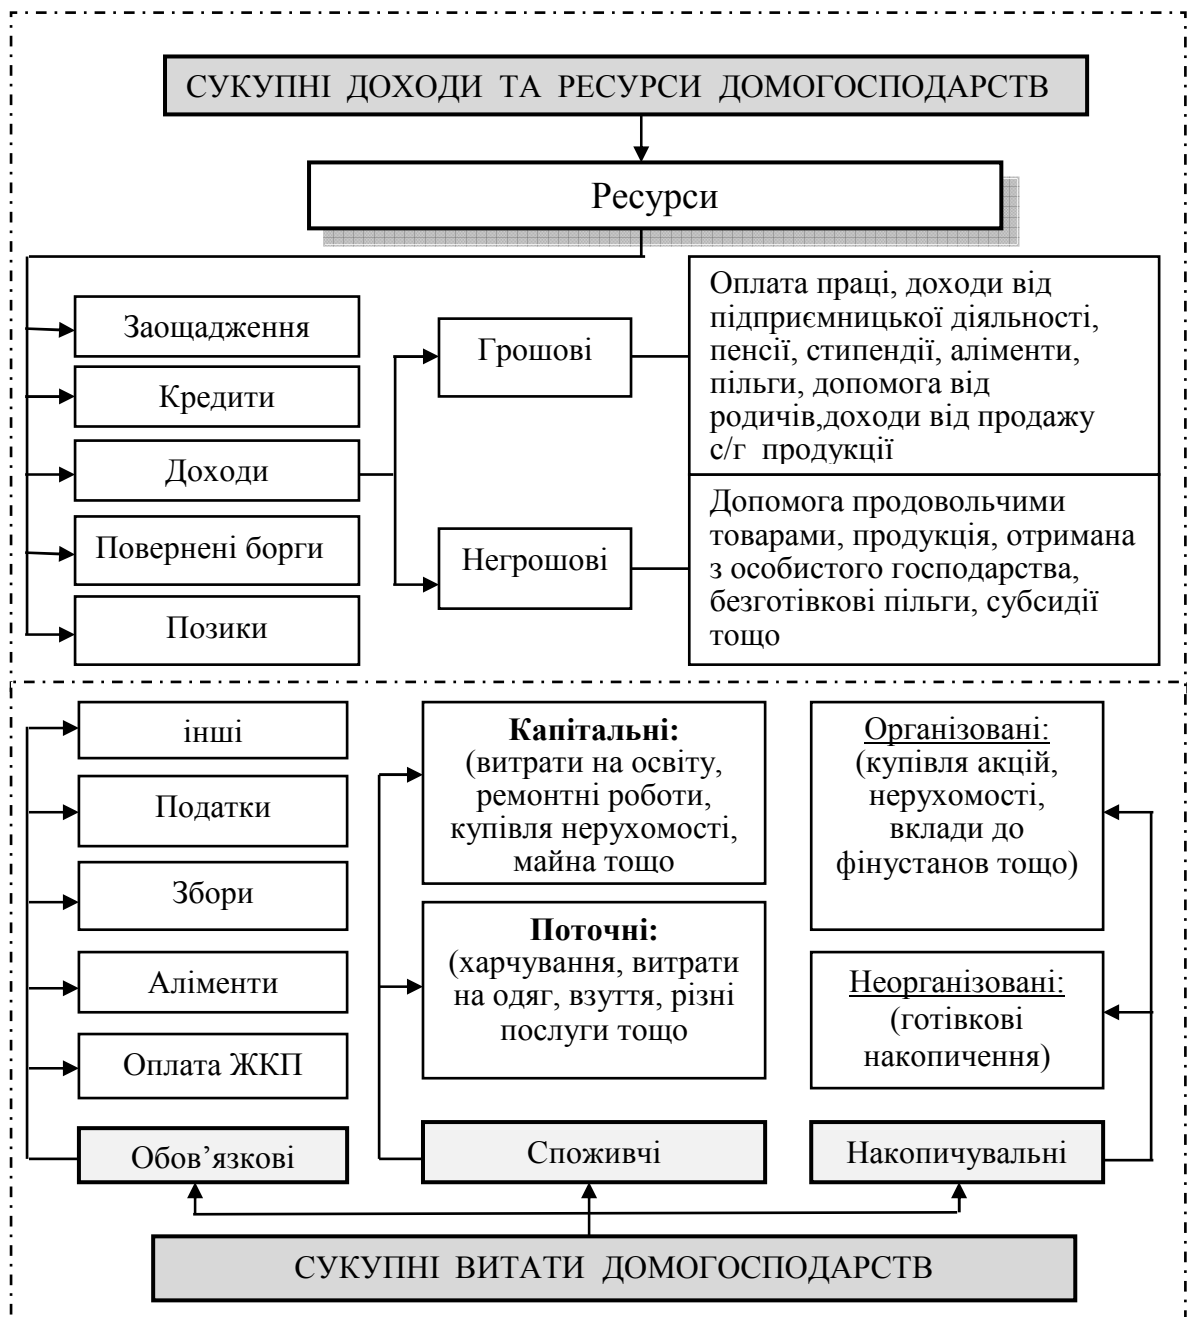 СУКУПНІ ДОХОДИ ТА РЕСУРСИ ДОМОГОСПОДАРСТВ
Ресурси
Заощадження
Кредити
Доходи
Повернені борги
Позики
Грошові
Негрошові
Оплата праці, доходи від
підприємницької діяльності,
пенсії, стипендії, аліменти,
пільги, допомога від
родичів,доходи від продажу
с/г продукції
Допомога продовольчими
товарами, продукція, отримана
з особистого господарства,
безготівкові пільги, субсидії
тощо
інші
Податки
Збори
Аліменти
Оплата ЖКП
Обов’язкові
Капітальні:
(витрати на освіту,
ремонтні роботи,
купівля нерухомості,
майна тощо
Поточні:
(харчування, витрати
на одяг, взуття, різні
послуги тощо
Споживчі
Організовані:
(купівля акцій,
нерухомості,
вклади до
фінустанов тощо)
Неорганізовані:
(готівкові
накопичення)
Накопичувальні
СУКУПНІ ВИТАТИ ДОМОГОСПОДАРСТВ